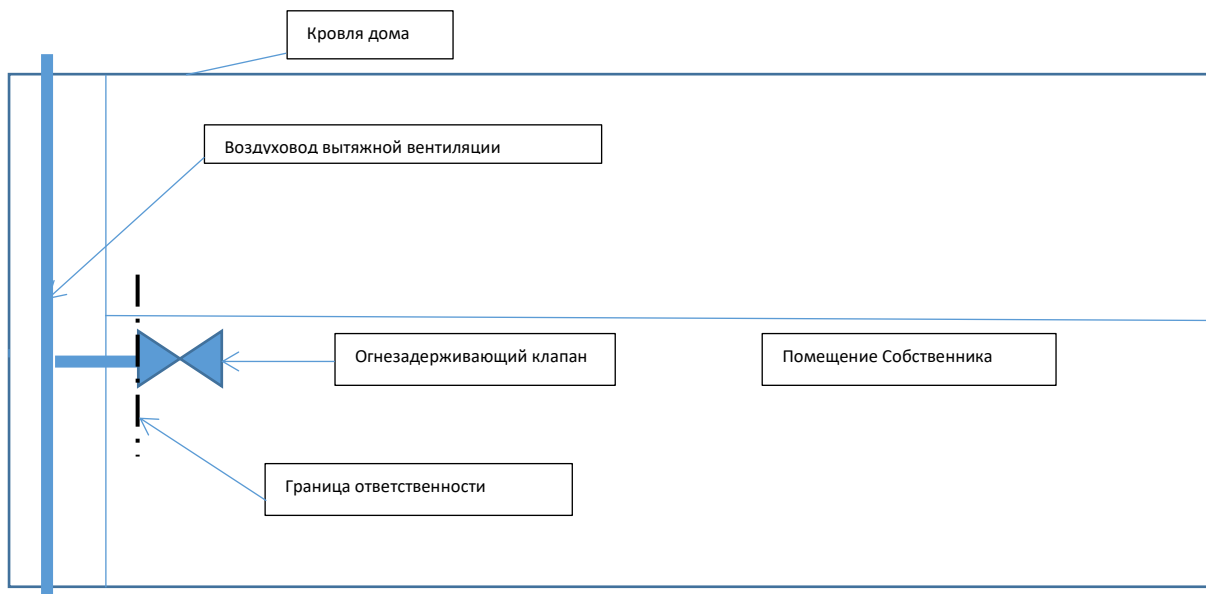 Кровля дома
Воздуховод вытяжной вентиляции
Огнезадерживающий клапан
Помещение Собственника
Граница ответственности